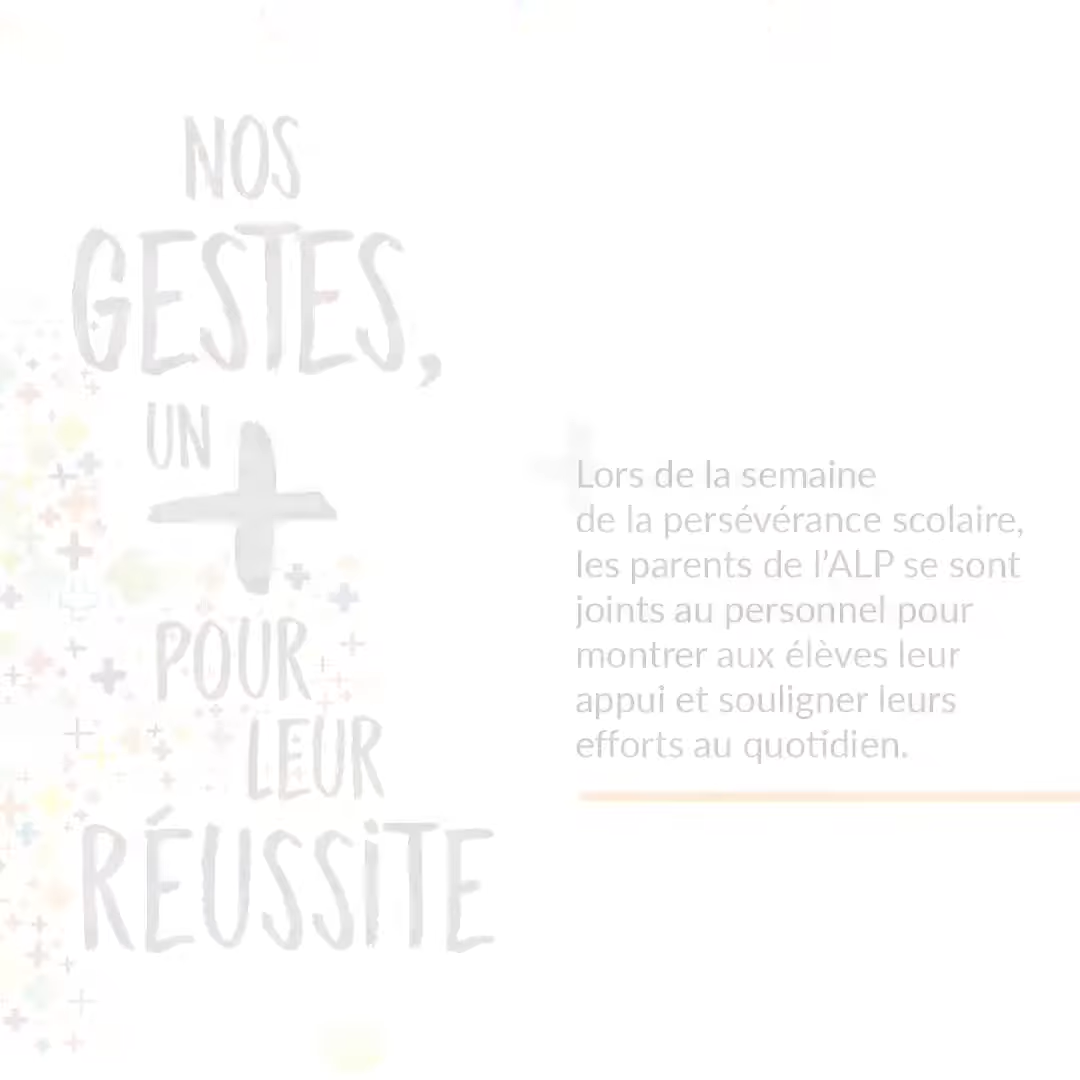 NOS
GESTES,
UN +
POUR
LEUR
RÉUSSiTE
Lors de la semaine
de la persévérance scolaire,
les parents de l’ALP se sont
joints au personnel pour
montrer aux élèves leur
appui et souligner leurs
efforts au quotidien.